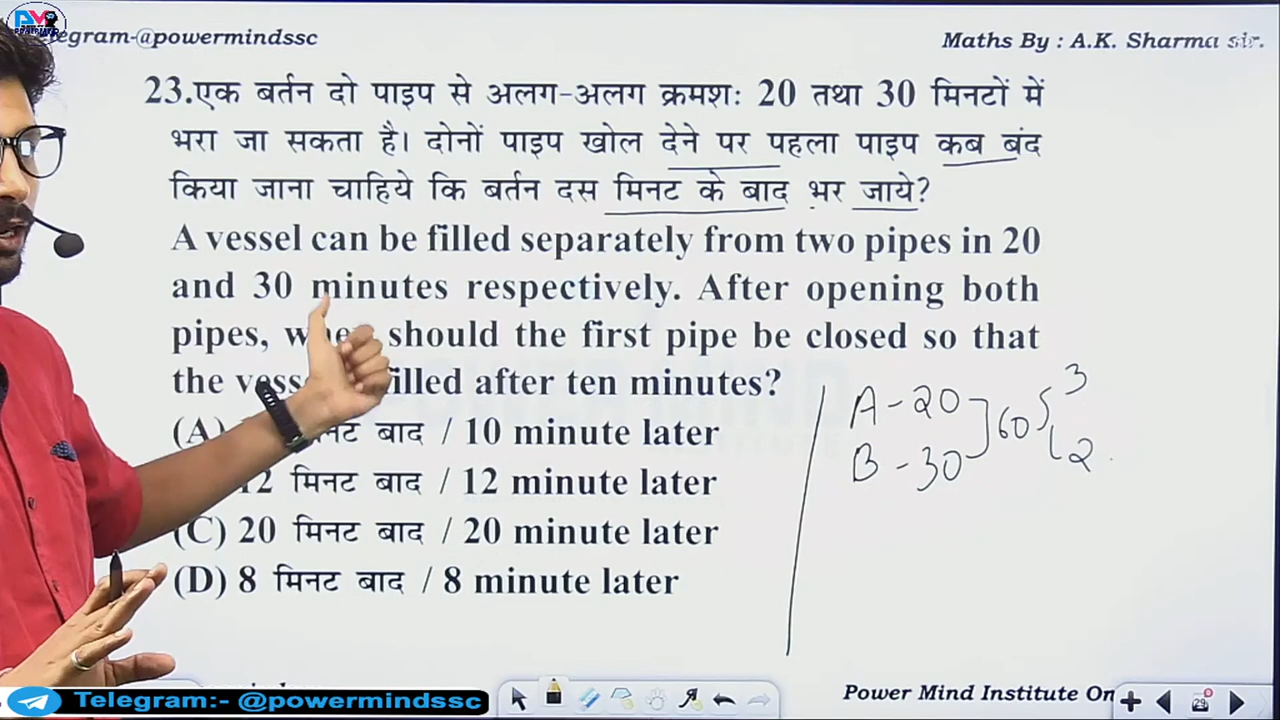 elegram-@powermindssc
Maths By : A.K. Sharma sir.
23.एक बर्तन दो पाइप से अलग-अलग क्रमशः 20 तथा 30 मिनटों में
भरा जा सकता है। दोनों पाइप खोल देने पर पहला पाइप कब बंद
किया जाना चाहिये कि बर्तन दस मिनट के बाद भर जाये?
A vessel can be filled separately from two pipes in 20
and 30 minutes respectively. After opening both
pipes, should the first pipe be closed so that
the filled after ten minutes?
(A) बाद / 10 minute later
12 मिनट बाद / 12 minute later
(C) 20 मिनट बाद / 20 minute later
(D) 8 मिनट बाद / 8 minute later
A - 20
B - 30
60
3
2
Telegram:- @powermindssc
Power Mind Institute On
29